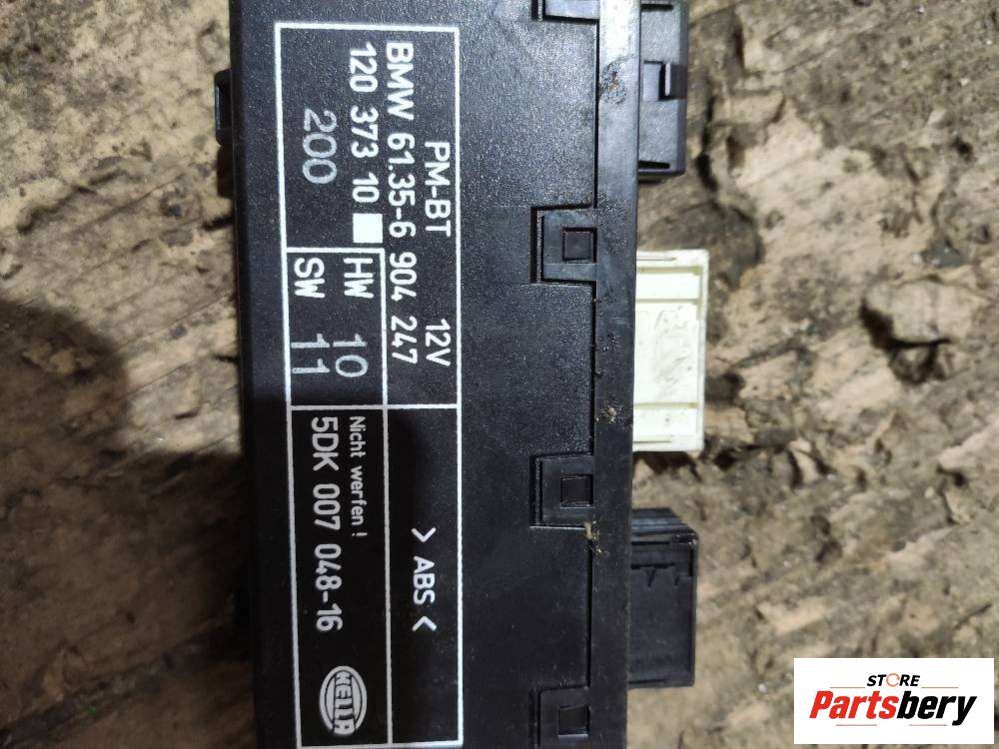 PM-BT 12V
BMW 61.35-6 904 247
120 373 10
200
HW 10
SW 11
> ABS <
Nicht werfen !
5DK 007 048-16
HELLA
STORE
Partsbery